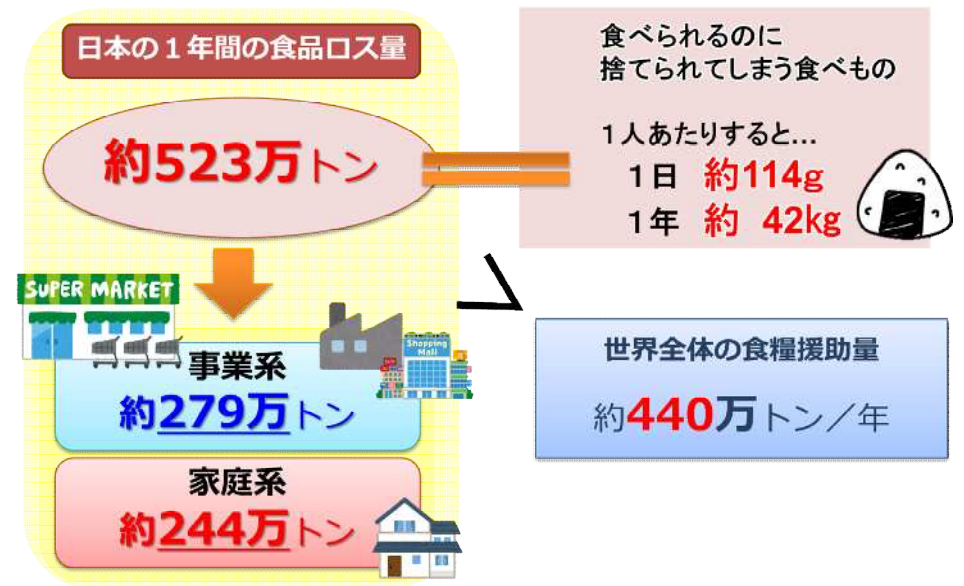 日本の１年間の食品ロス量
約523万トン
食べられるのに
捨てられてしまう食べもの
１人あたりすると…
１日 約114g
１年 約 42kg
SUPER MARKET
Shopping
Mall
事業系
約279万トン
家庭系
約244万トン
世界全体の食糧援助量
約440万トン／年